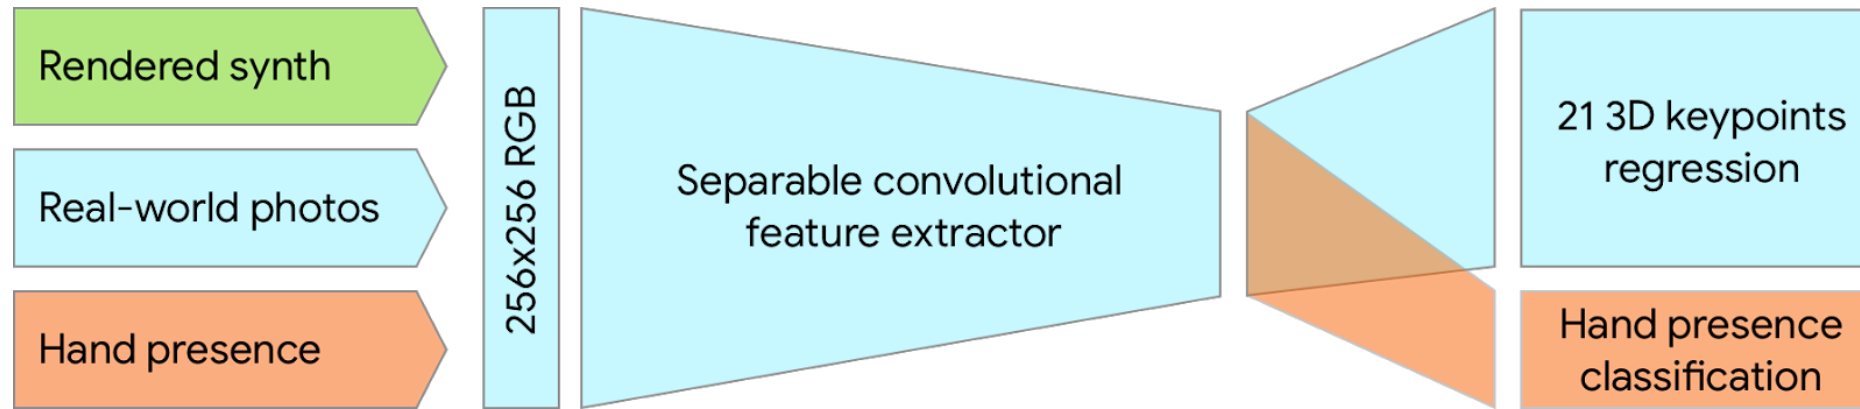 Rendered synth
Real-world photos
Hand presence
256x256 RGB
Separable convolutional
feature extractor
21 3D keypoints
regression
Hand presence
classification